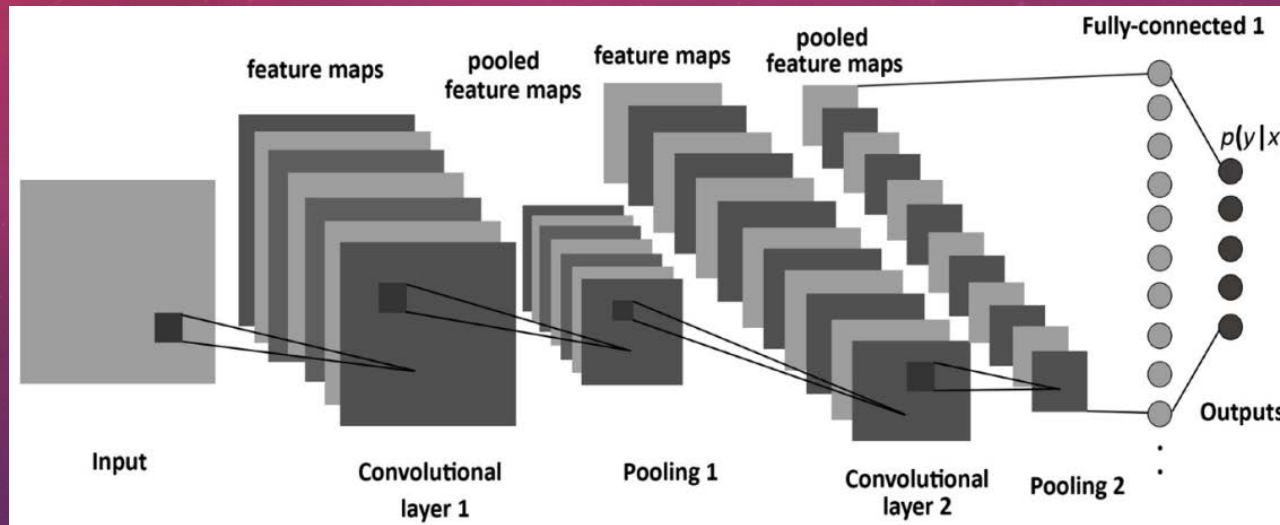 Fully-connected 1
feature maps
pooled
feature maps
feature maps
pooled
feature maps
p(y|x
Input
Convolutional
layer 1
Pooling 1
Convolutional
layer 2
Pooling 2
Outputs